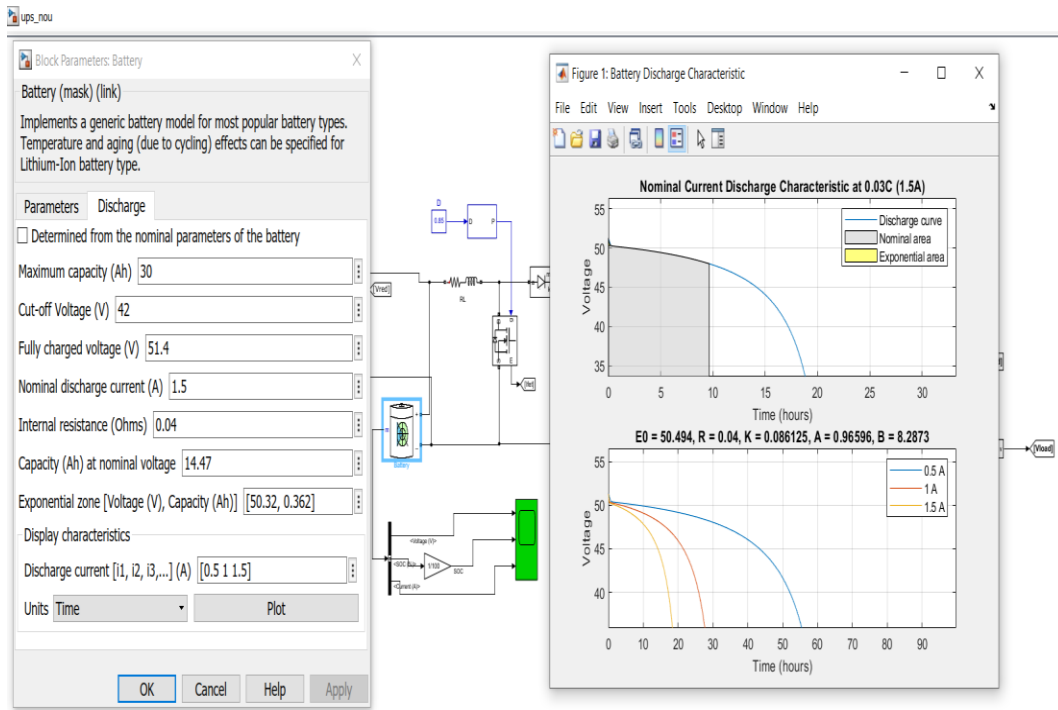 ups_nou
Block Parameters: Battery
Battery (mask) (link)
Implements a generic battery model for most popular battery types.
Temperature and aging (due to cycling) effects can be specified for
Lithium-Ion battery type.
Parameters
Discharge
Determined from the nominal parameters of the battery
Maximum capacity (Ah) 30
Cut-off Voltage (V) 42
Fully charged voltage (V) 51.4
Nominal discharge current (A) 1.5
Internal resistance (Ohms) 0.04
Capacity (Ah) at nominal voltage 14.47
Exponential zone [Voltage (V), Capacity (Ah)] [50.32, 0.362]
Display characteristics
Discharge current [i1, i2, i3,...] (A) [0.5 1 1.5]
Units Time
Plot
OK Cancel Help Apply
D
0.85
D P
[Vred]
RL
Battery
<Voltage (V)>
<SOC (%)>
1/100
SOC
<Current (A)>
Figure 1: Battery Discharge Characteristic
File Edit View Insert Tools Desktop Window Help
Nominal Current Discharge Characteristic at 0.03C (1.5A)
Discharge curve
Nominal area
Exponential area
Voltage
55
50
45
40
35
0 5 10 15 20 25 30
Time (hours)
E0 = 50.494, R = 0.04, K = 0.086125, A = 0.96596, B = 8.2873
0.5 A
1 A
1.5 A
Voltage
55
50
45
40
0 10 20 30 40 50 60 70 80 90
Time (hours)
[Vload]